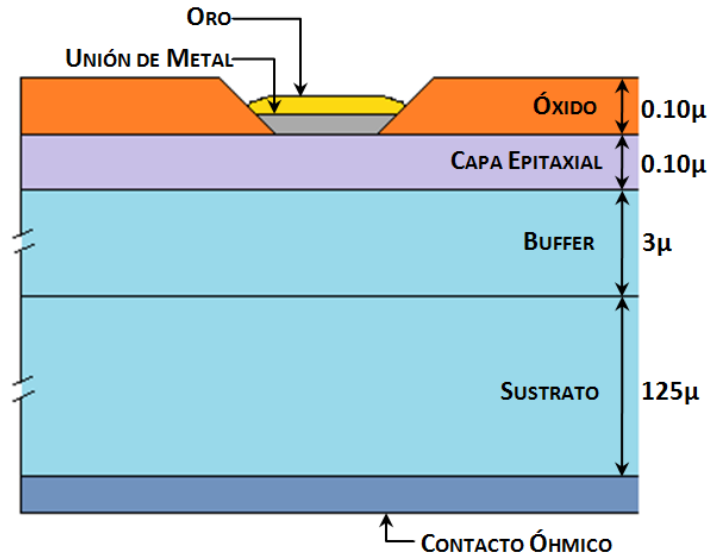 ORO
UNIÓN DE METAL
ÓXIDO
0.10μ
CAPA EPITAXIAL
0.10μ
BUFFER
3μ
SUSTRATO
125μ
CONTACTO ÓHMICO